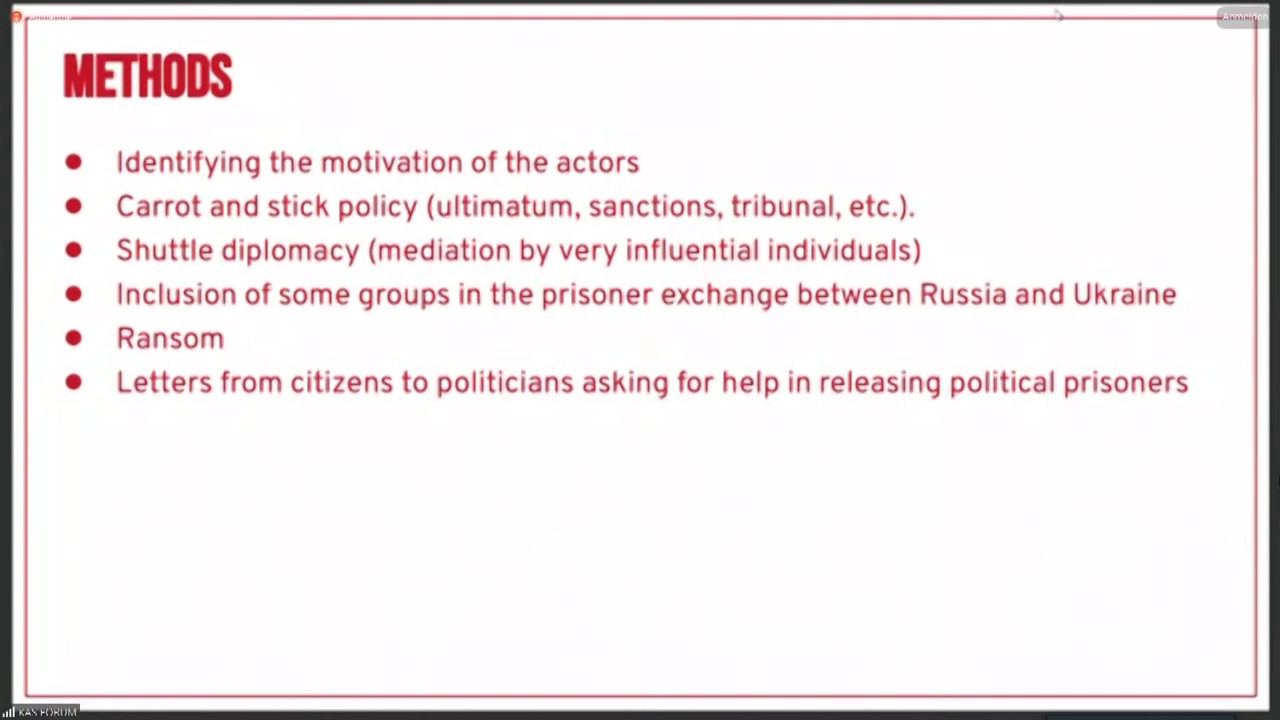 Aufnahme
Anmelden
METHODS
● Identifying the motivation of the actors
● Carrot and stick policy (ultimatum, sanctions, tribunal, etc.).
● Shuttle diplomacy (mediation by very influential individuals)
● Inclusion of some groups in the prisoner exchange between Russia and Ukraine
● Ransom
● Letters from citizens to politicians asking for help in releasing political prisoners
KAS FORUM